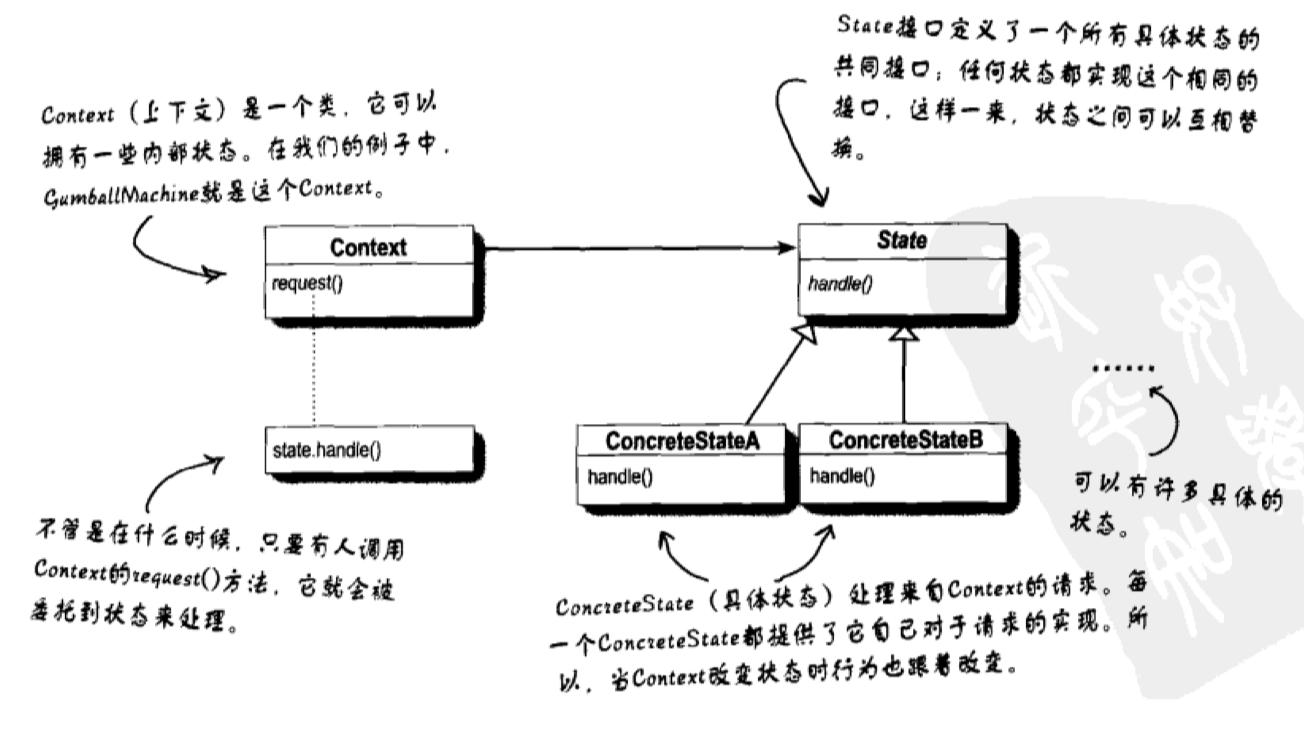 State接口定义了一个所有具体状态的
共同接口；任何状态都实现这个相同的
接口，这样一来，状态之间可以互相替
换。
Context（上下文）是一个类，它可以
拥有一些内部状态。在我们的例子中，
GumballMachine就是这个Context。
Context
request()
State
handle()
state.handle()
ConcreteStateA
handle()
ConcreteStateB
handle()
......
可以有许多具体的
状态。
不管是在什么时候，只要有人调用
Context的request()方法，它就会被
委托到状态来处理。
ConcreteState（具体状态）处理来自Context的请求。每
一个ConcreteState都提供了它自己对于请求的实现。所
以，当Context改变状态时行为也跟着改变。